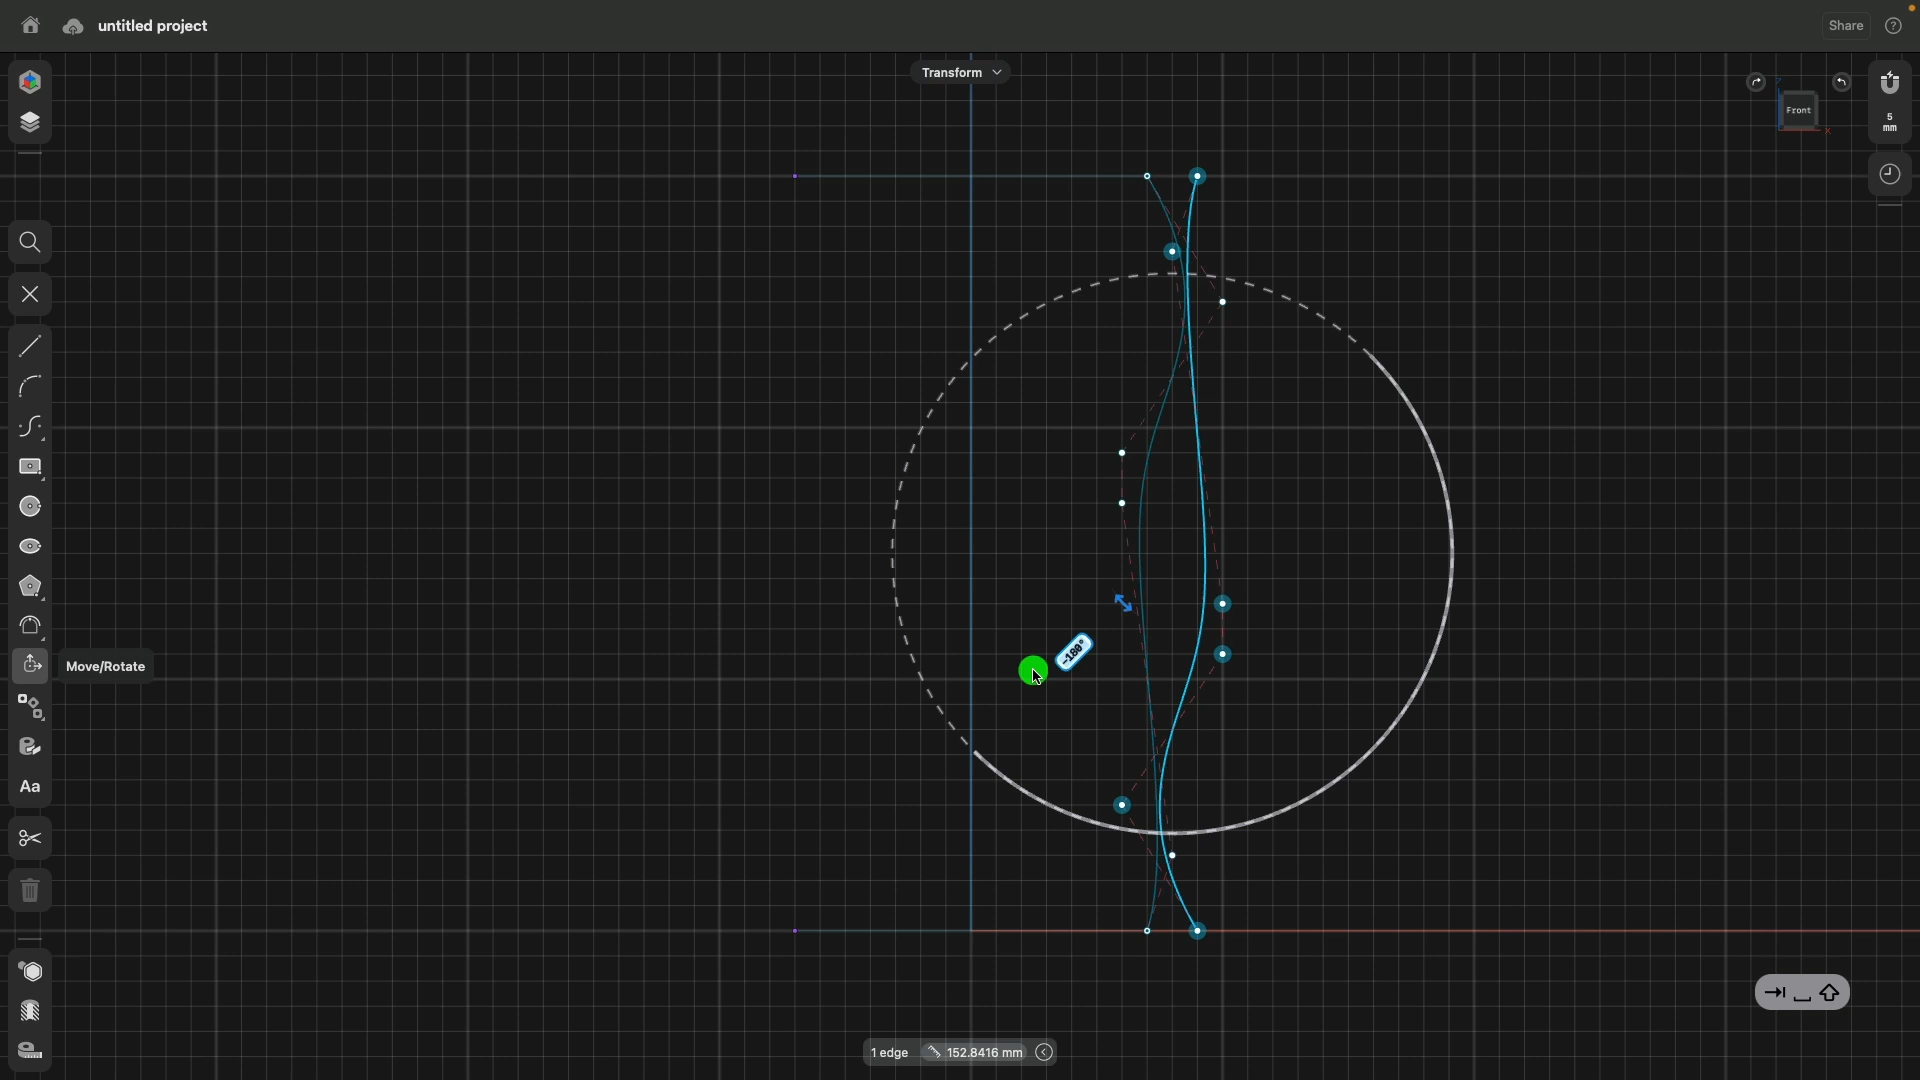 untitled project
Share
Transform
Front
X
5
mm
Move/Rotate
-180°
Aa
1 edge
152.8416 mm